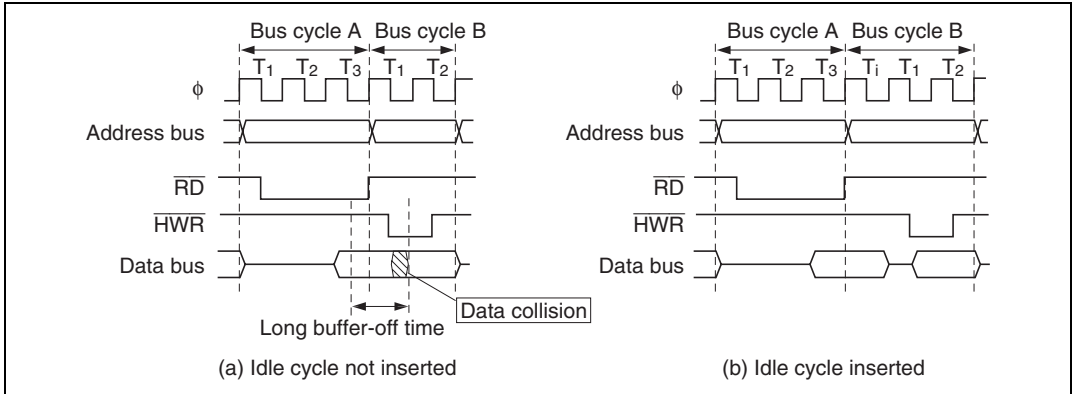 Bus cycle A Bus cycle B
T1 T2 T3 T1 T2
φ
Address bus
RD
HWR
Data bus
Data collision
Long buffer-off time
(a) Idle cycle not inserted
Bus cycle A Bus cycle B
T1 T2 T3 Ti T1 T2
φ
Address bus
RD
HWR
Data bus
(b) Idle cycle inserted